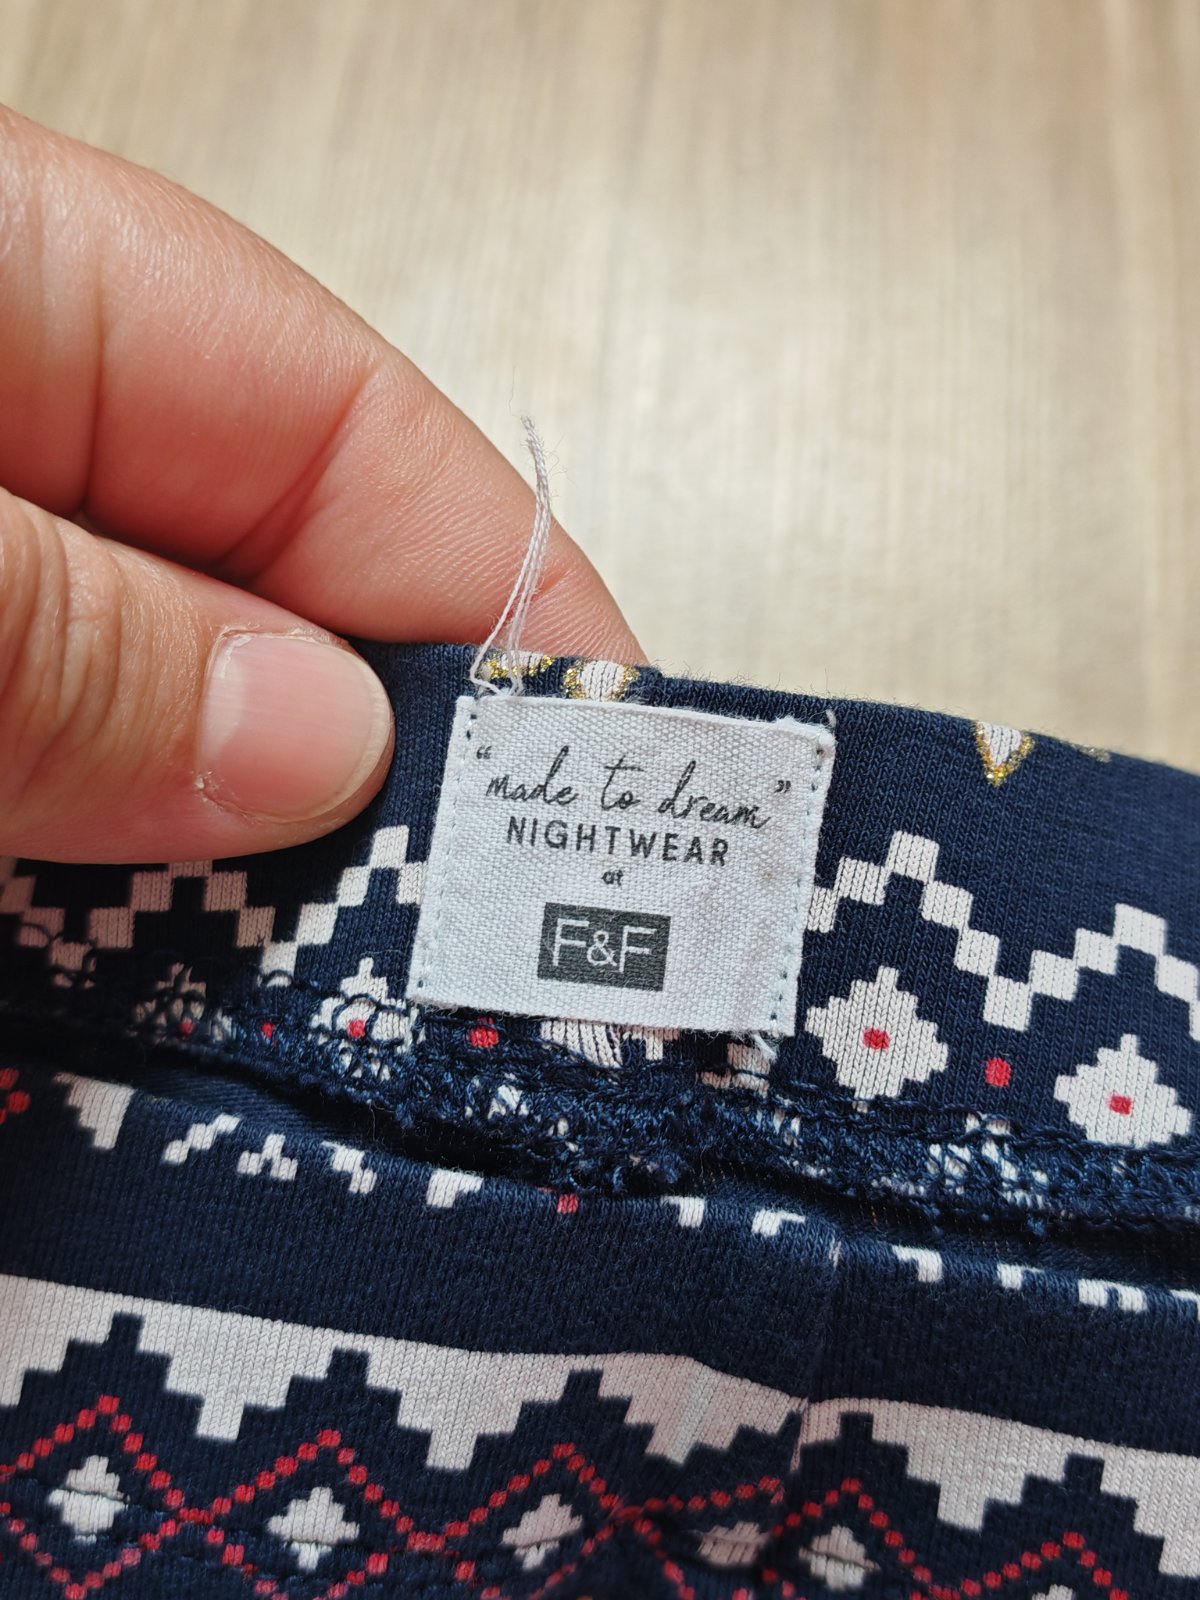 “made to dream”
NIGHTWEAR
at
F&F